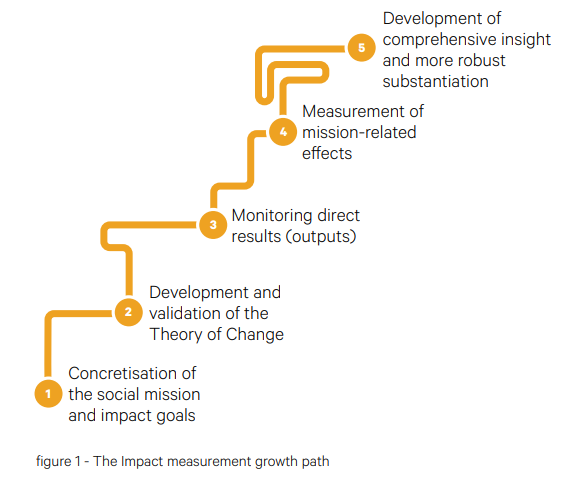 5
Development of
comprehensive insight
and more robust
substantiation
4
Measurement of
mission-related
effects
3
Monitoring direct
results (outputs)
2
Development and
validation of the
Theory of Change
1
Concretisation of
the social mission
and impact goals
figure 1 - The Impact measurement growth path